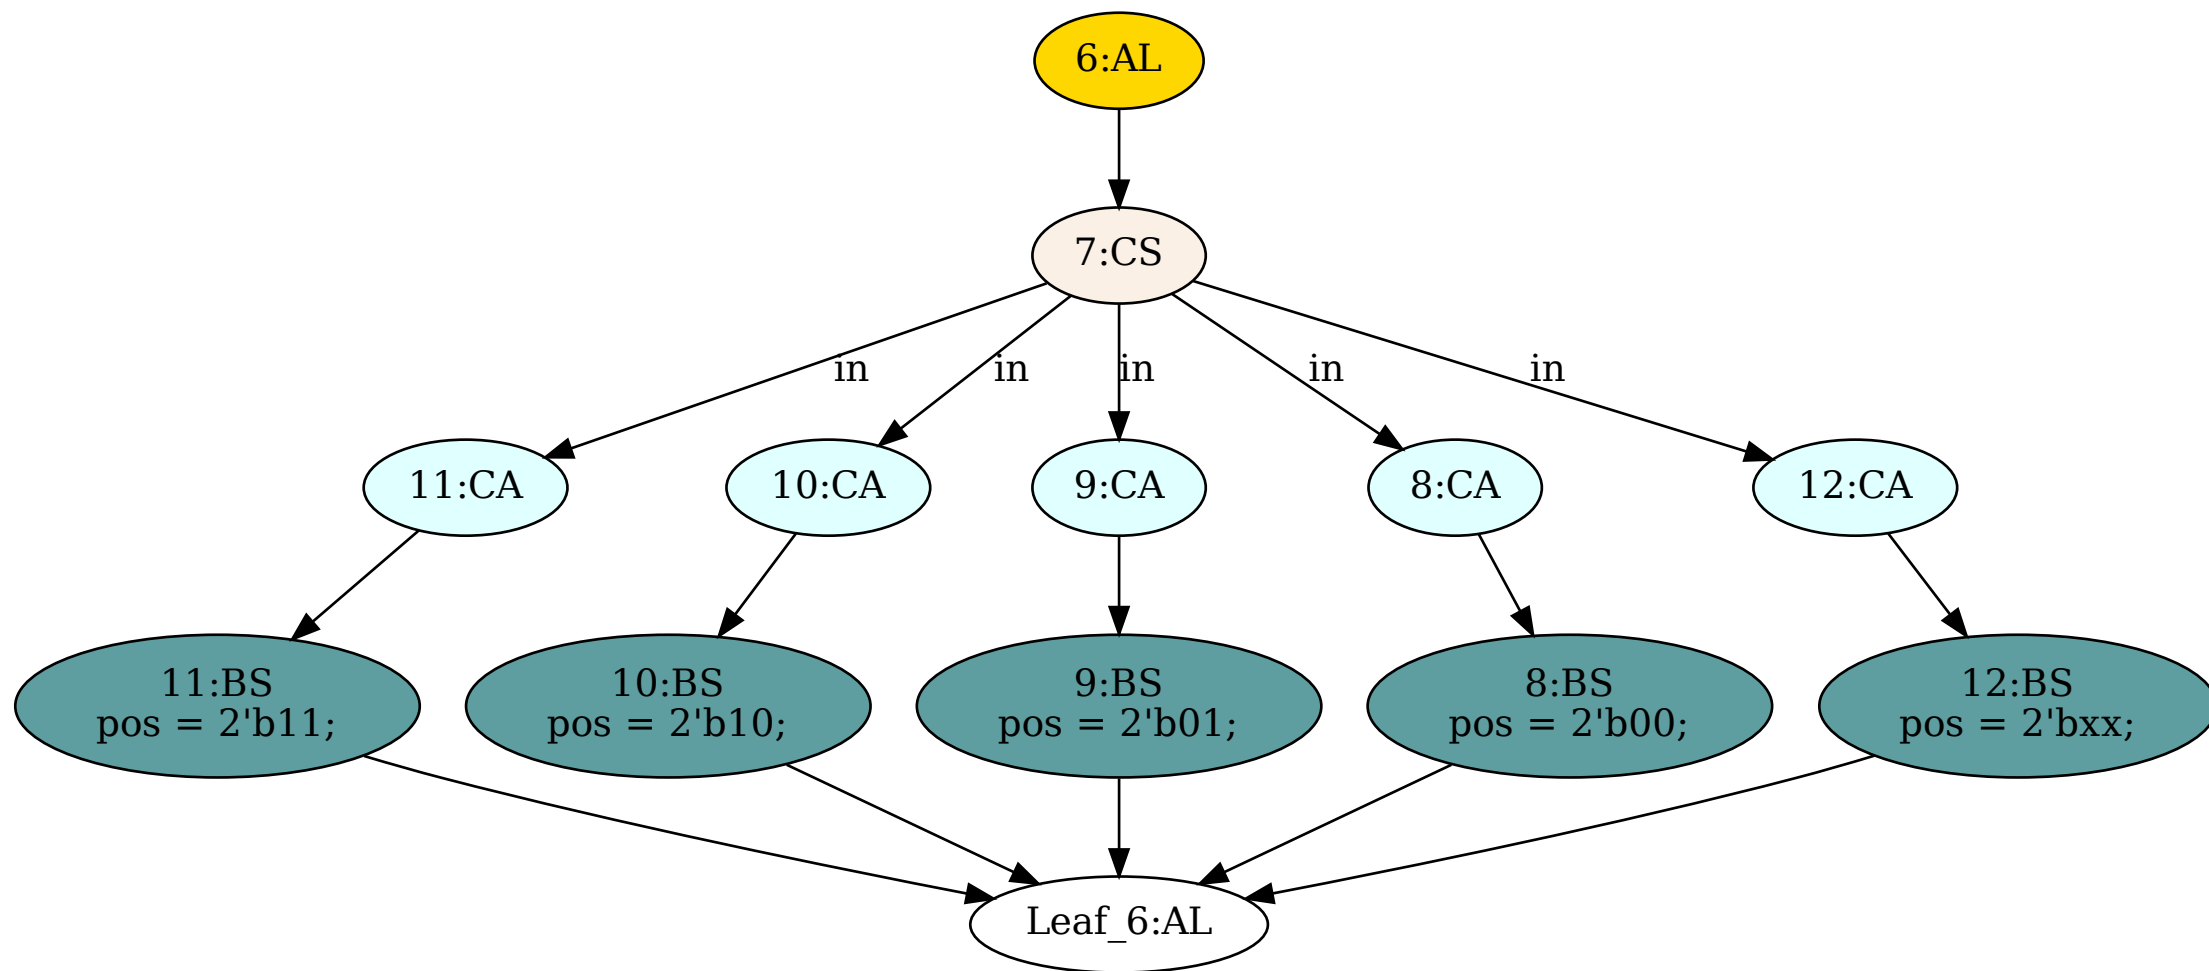 6:AL
7:CS
in
in
in
in
in
11:CA
10:CA
9:CA
8:CA
12:CA
11:BS
pos = 2'b11;
10:BS
pos = 2'b10;
9:BS
pos = 2'b01;
8:BS
pos = 2'b00;
12:BS
pos = 2'bxx;
Leaf_6:AL